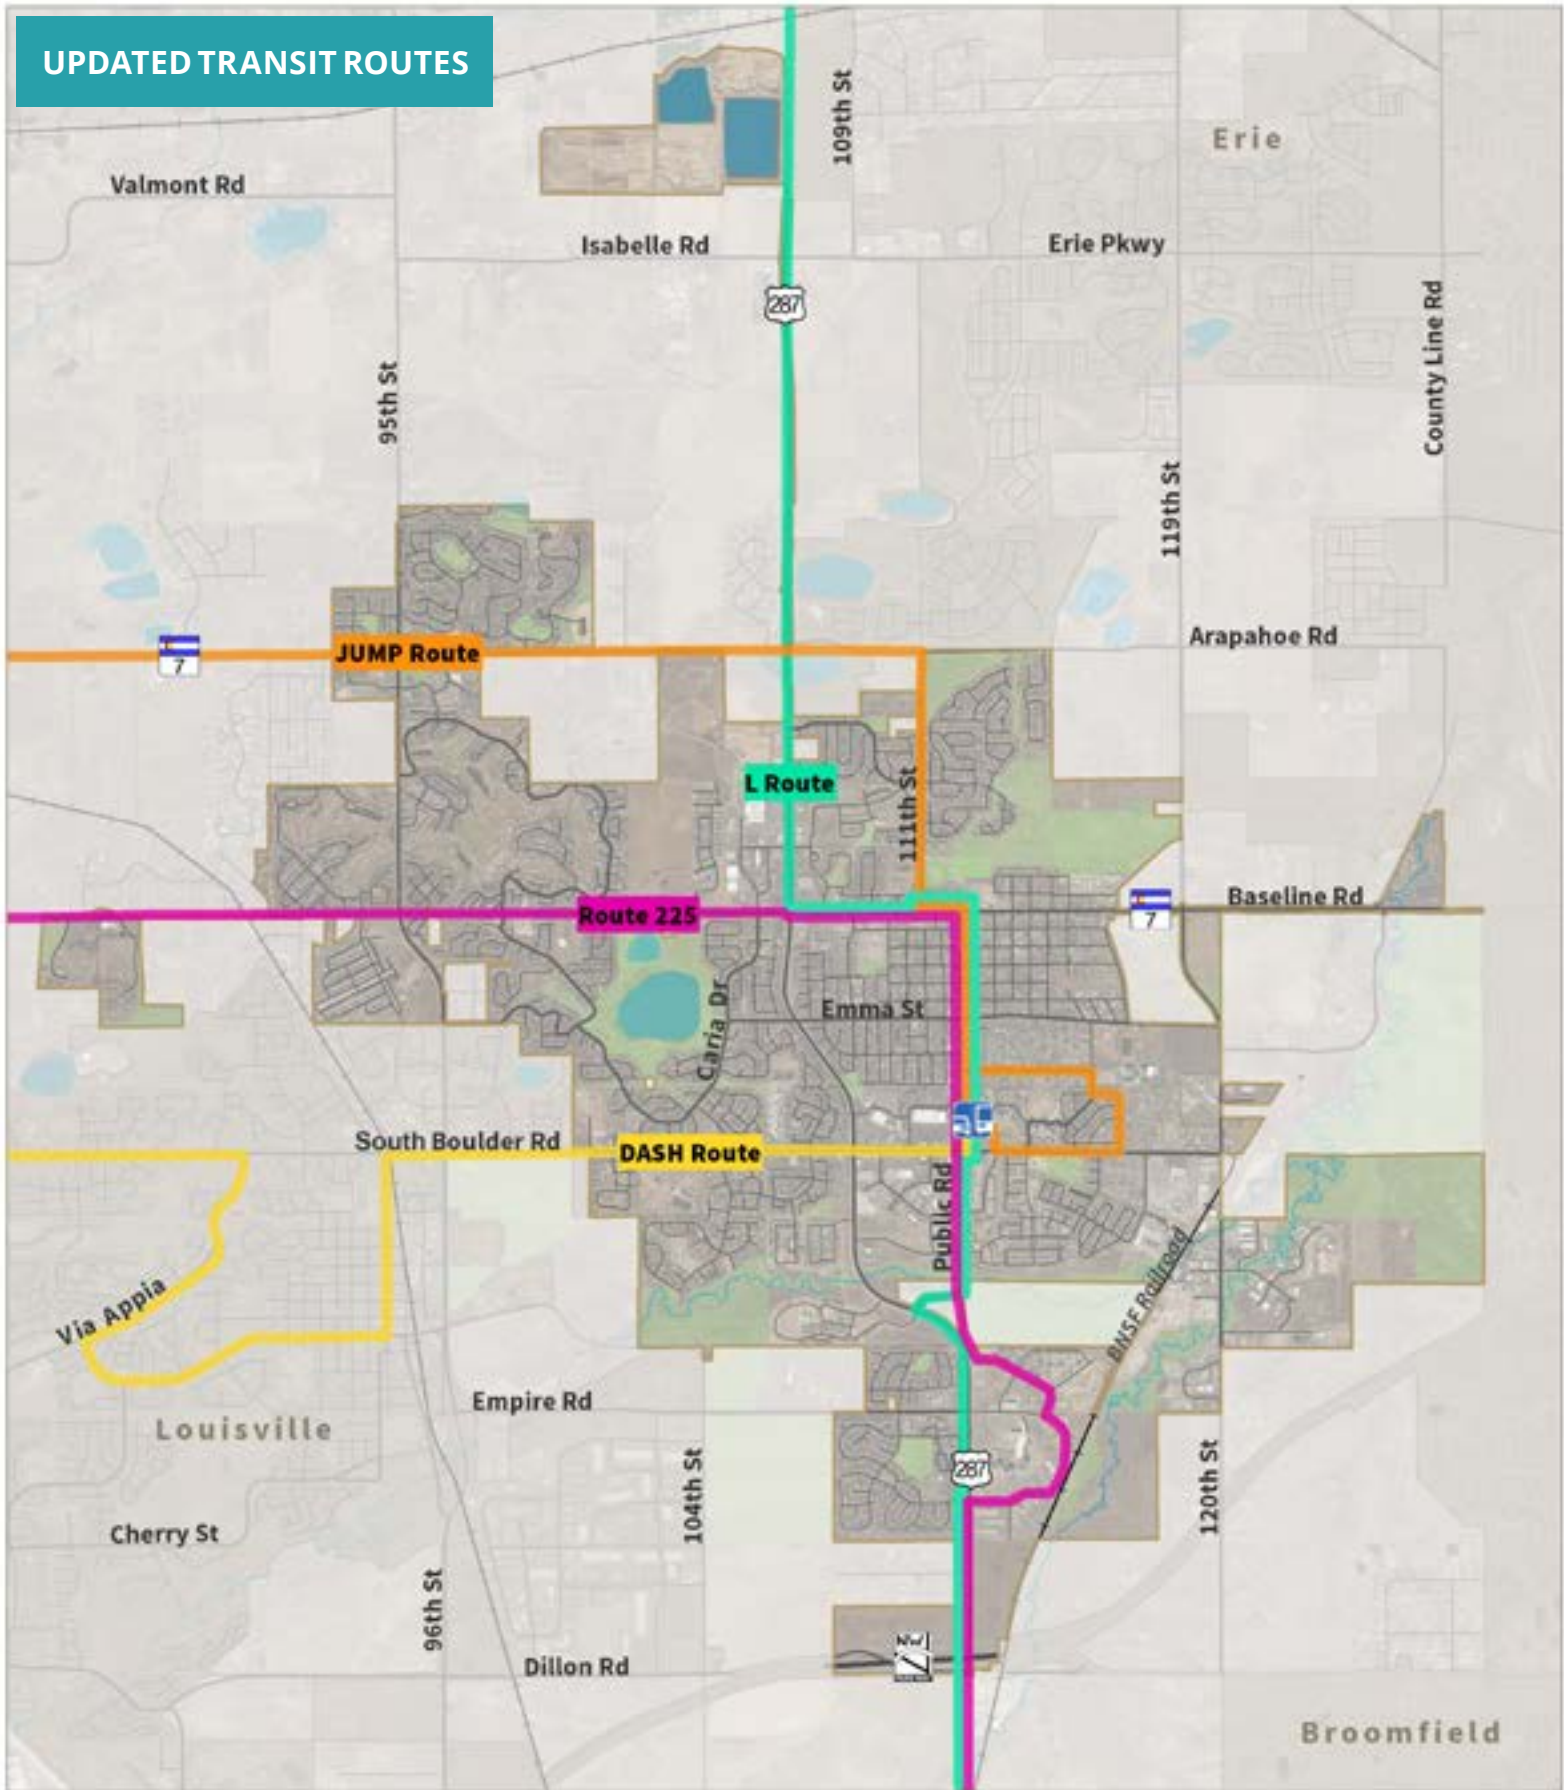 UPDATED TRANSIT ROUTES
109th St
Erie
Valmont Rd
Isabelle Rd
Erie Pkwy
287
County Line Rd
95th St
119th St
Arapahoe Rd
JUMP Route
7
L Route
111th St
Baseline Rd
Route 225
7
Emma St
Caria Dr
South Boulder Rd
DASH Route
Public Rd
Via Appia
BNSF Railroad
Empire Rd
Louisville
287
104th St
120th St
Cherry St
96th St
Dillon Rd
Broomfield